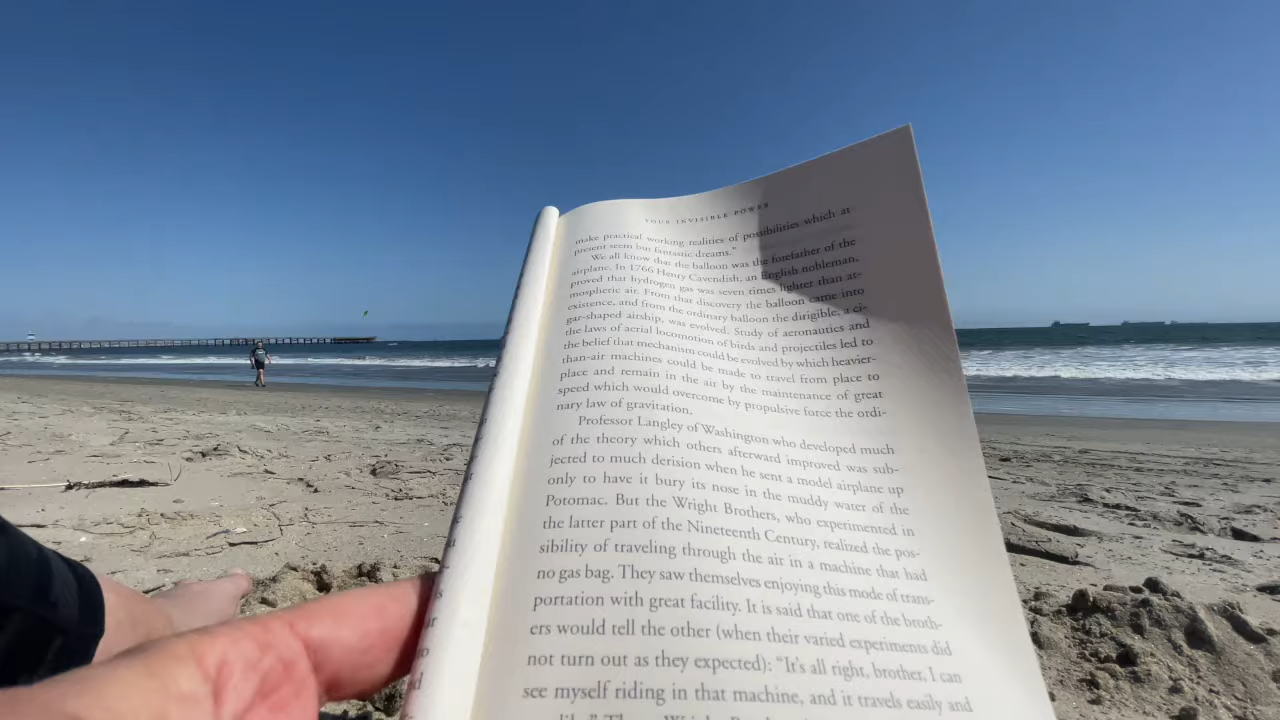 YOUR INVISIBLE POWER
make practical working realities of possibilities which at
present seem but fantastic dreams."
We all know that the balloon was the forefather of the
airplane. In 1766 Henry Cavendish, an English nobleman,
proved that hydrogen gas was seven times lighter than at-
mospheric air. From that discovery the balloon came into
existence, and from the ordinary balloon the dirigible, a ci-
gar-shaped airship, was evolved. Study of aeronautics and
the laws of aerial locomotion of birds and projectiles led to
the belief that mechanism could be evolved by which heavier-
than-air machines could be made to travel from place to
place and remain in the air by the maintenance of great
speed which would overcome by propulsive force the ordi-
nary law of gravitation.
Professor Langley of Washington who developed much
of the theory which others afterward improved was sub-
jected to much derision when he sent a model airplane up
only to have it bury its nose in the muddy water of the
Potomac. But the Wright Brothers, who experimented in
the latter part of the Nineteenth Century, realized the pos-
sibility of traveling through the air in a machine that had
no gas bag. They saw themselves enjoying this mode of trans-
portation with great facility. It is said that one of the broth-
ers would tell the other (when their varied experiments did
not turn out as they expected): "It's all right, brother, I can
see myself riding in that machine, and it travels easily and